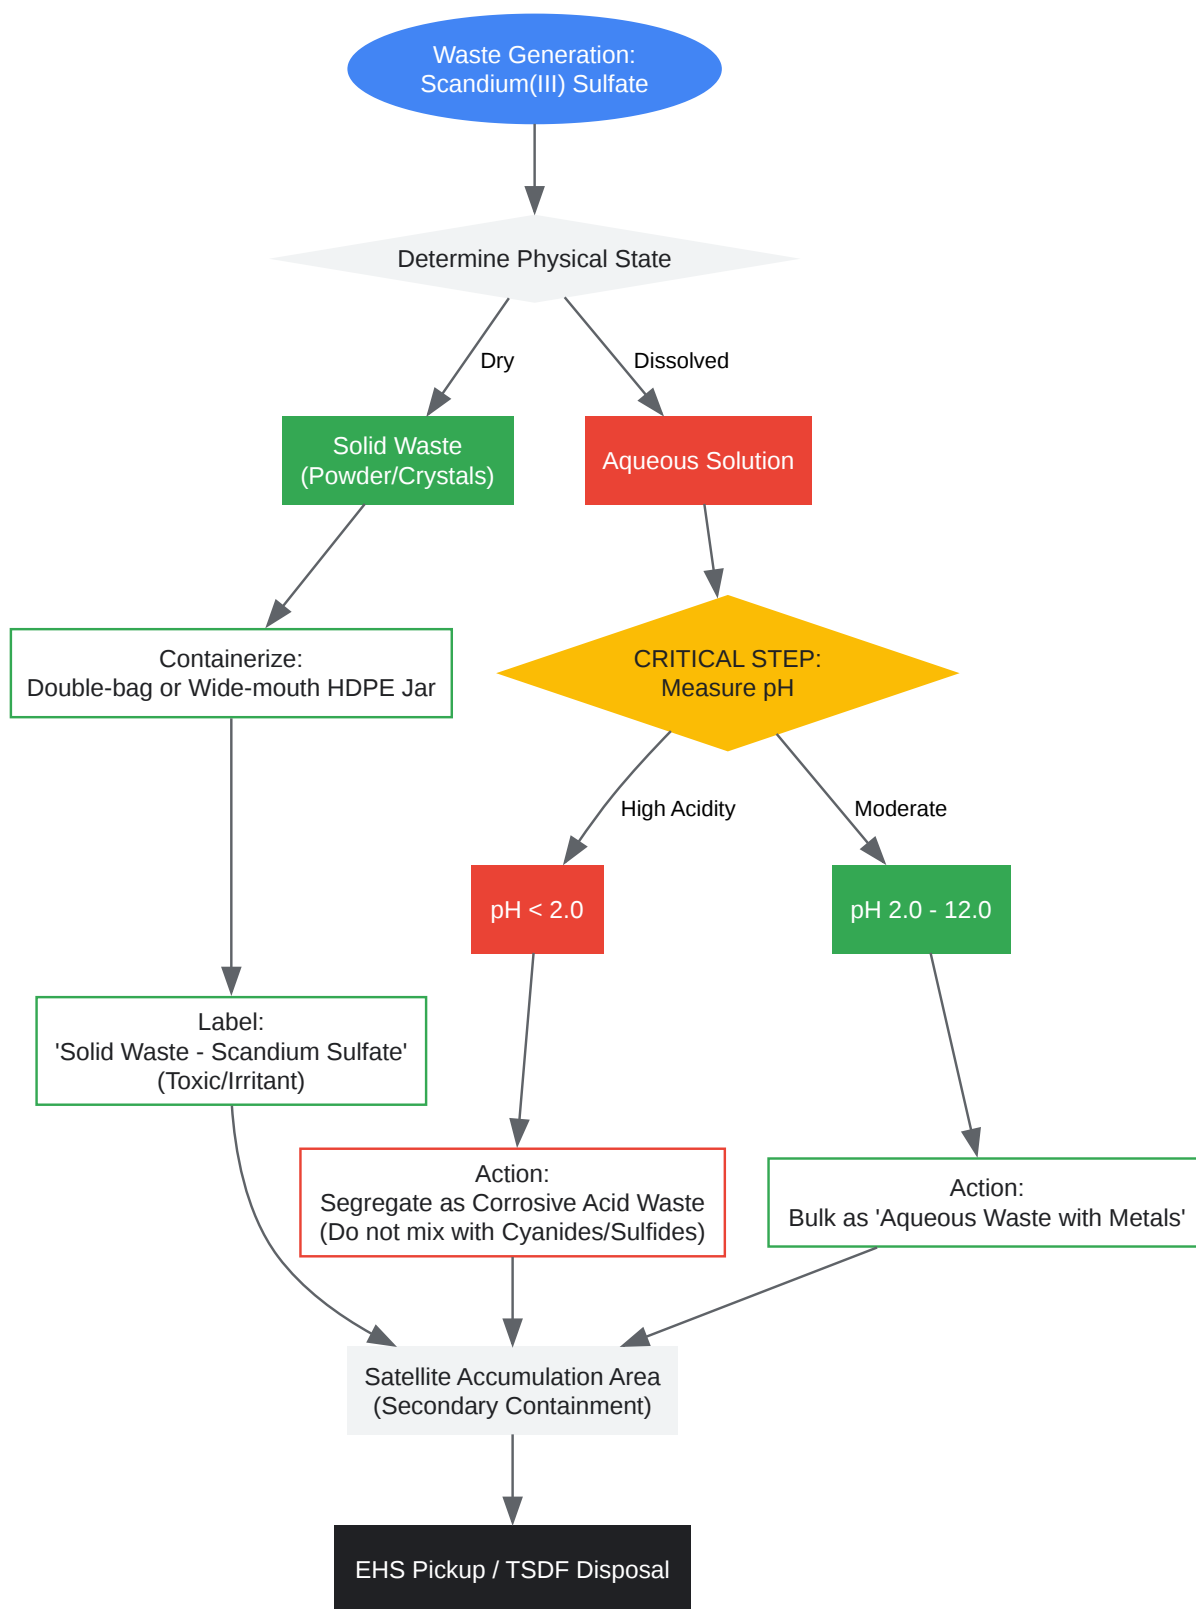 Waste Generation:
Scandium(III) Sulfate
Determine Physical State
Dry
Dissolved
Solid Waste
(Powder/Crystals)
Aqueous Solution
Containerize:
Double-bag or Wide-mouth HDPE Jar
CRITICAL STEP:
Measure pH
High Acidity
Moderate
pH < 2.0
pH 2.0 - 12.0
Label:
'Solid Waste - Scandium Sulfate'
(Toxic/Irritant)
Action:
Segregate as Corrosive Acid Waste
(Do not mix with Cyanides/Sulfides)
Action:
Bulk as 'Aqueous Waste with Metals'
Satellite Accumulation Area
(Secondary Containment)
EHS Pickup / TSDF Disposal